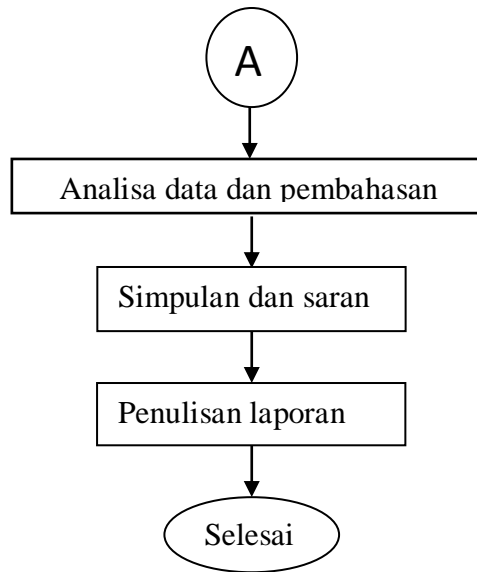 A
Analisa data dan pembahasan
Simpulan dan saran
Penulisan laporan
Selesai